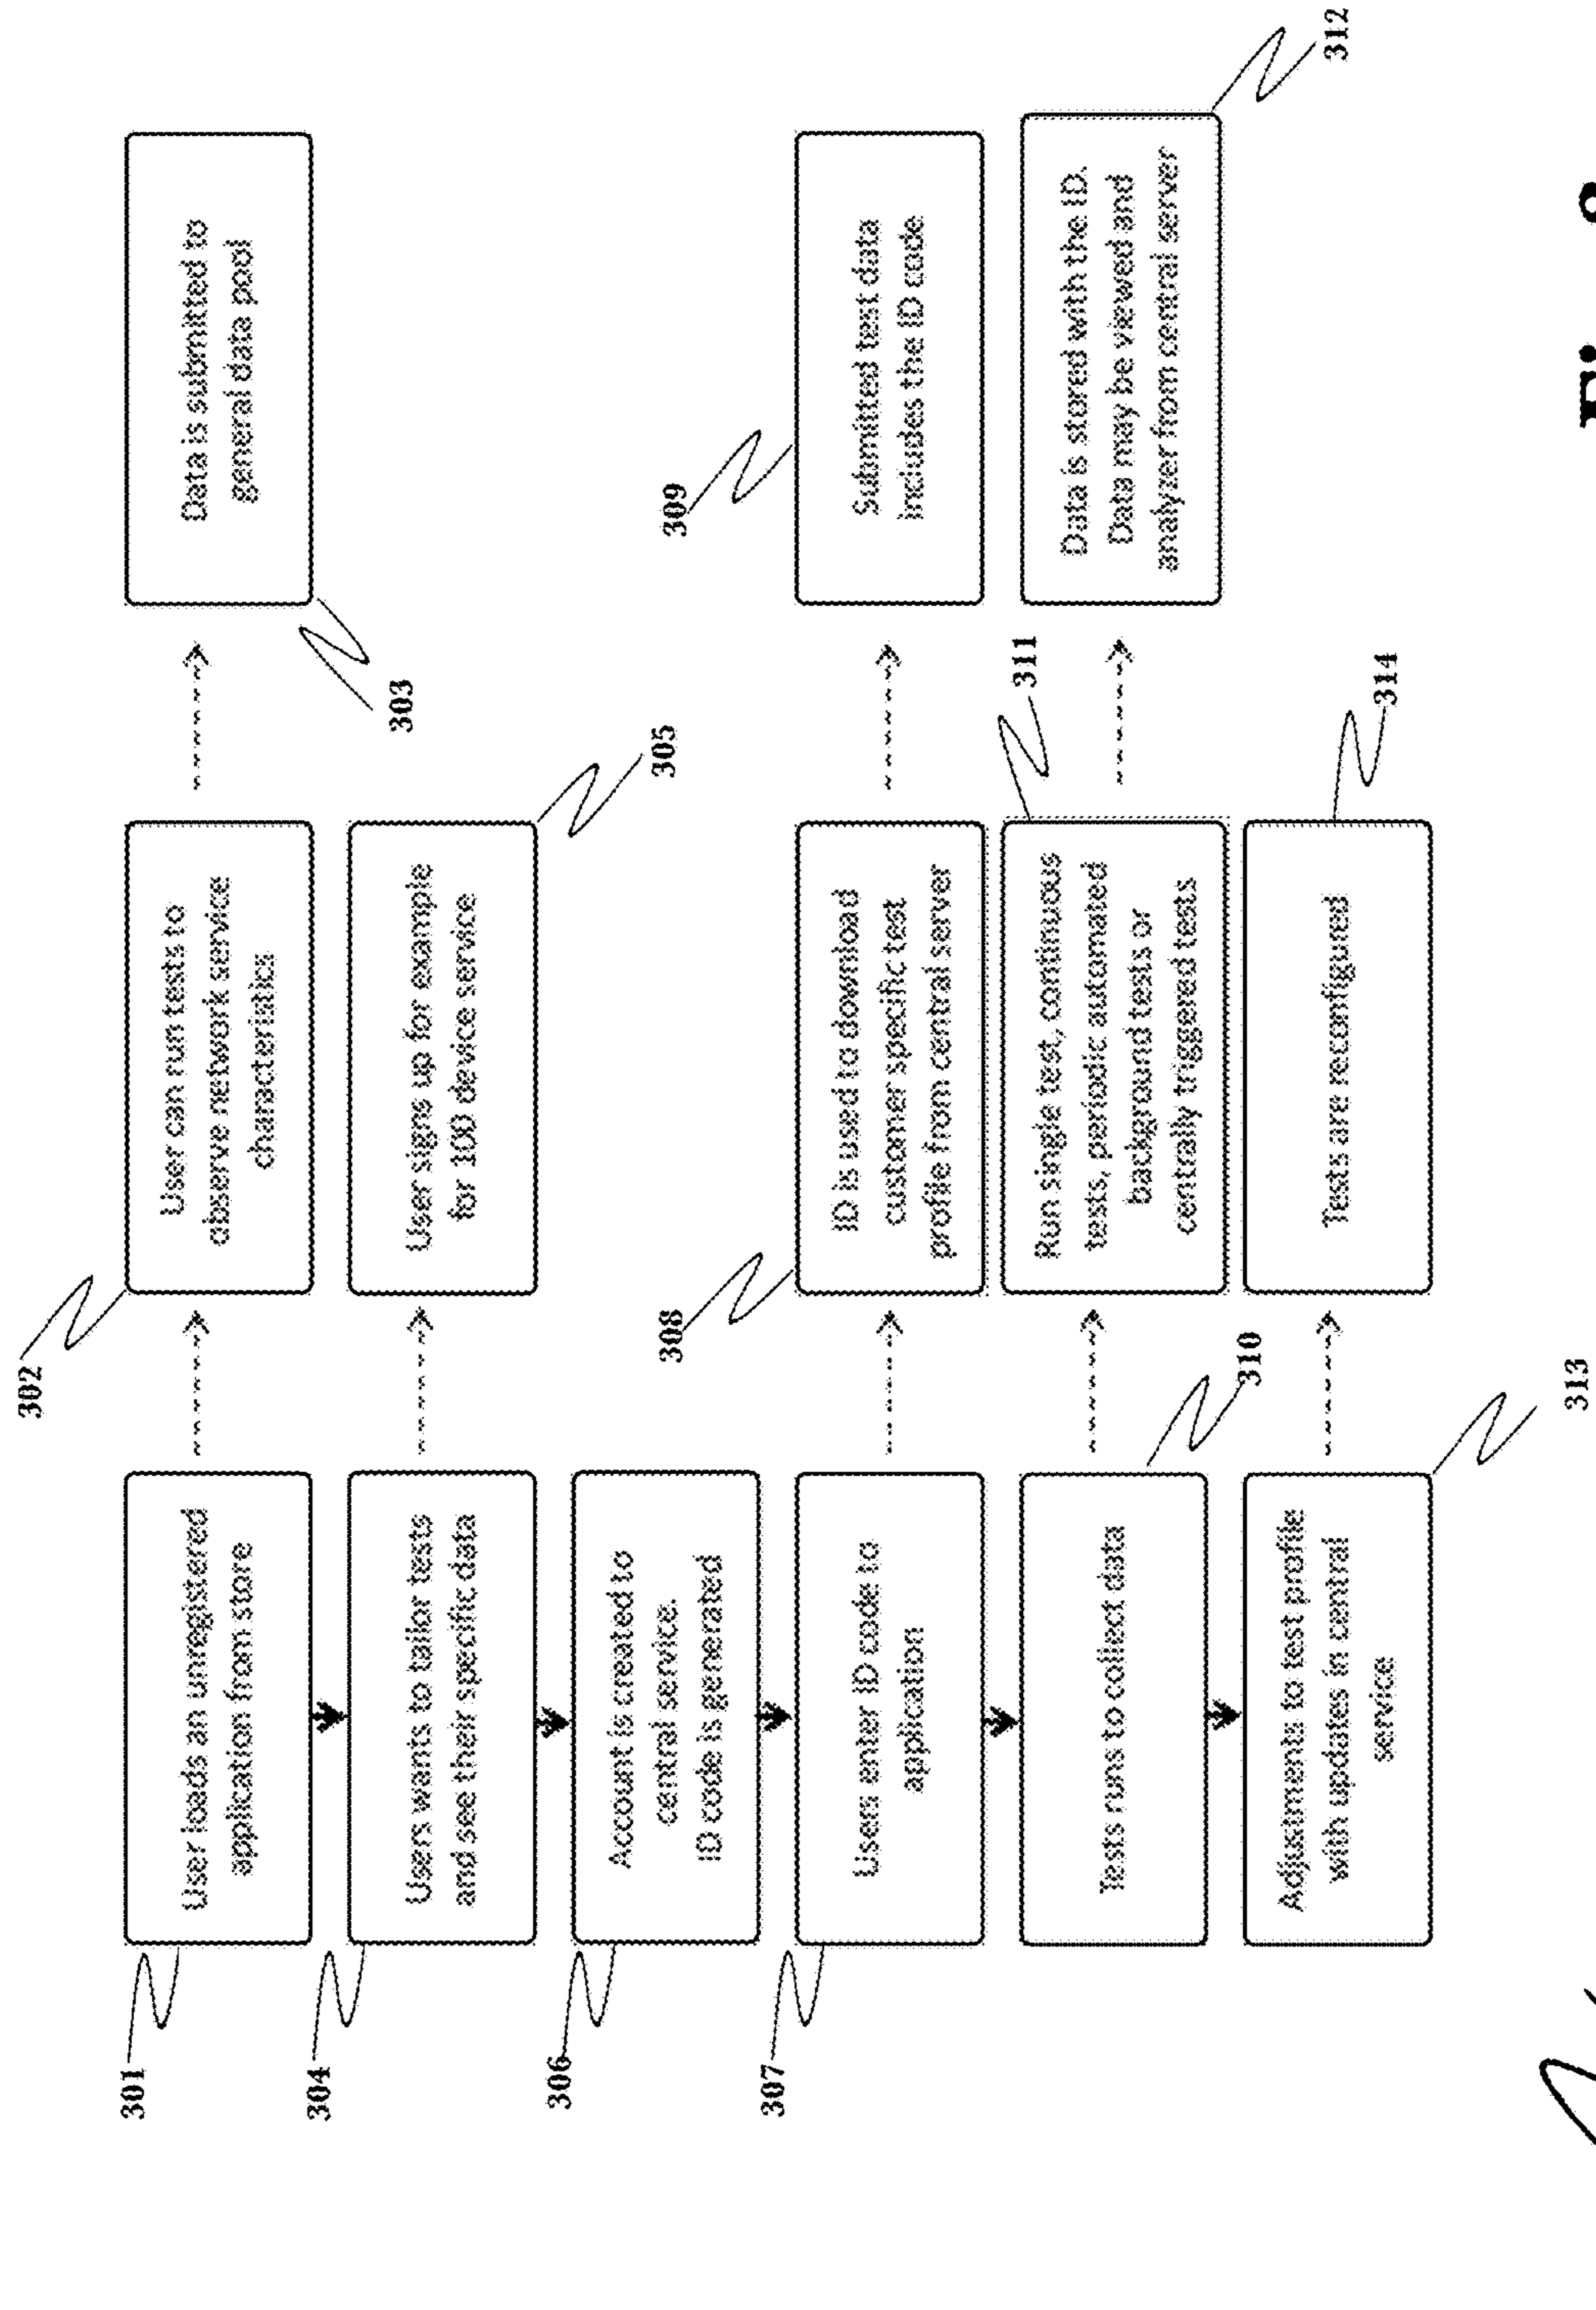 302
User loads an unregistered
application from store
User can run tests to
observe network service
characteristics
Data is submitted to
general data pool
301
303
Users wants to tailor tests
and see their specific data
User signs up for example
for 100 device service
304
305
Account is created to
central service.
ID code is generated
306
308
309
Users enter ID code to
application
ID is used to download
customer specific test
profile from central server
Submitted test data
includes the ID code
307
311
Tests runs to collect data
Run single test, continuous
tests, periodic automated
background tests or
centrally triggered tests
Data is stored with the ID.
Data may be viewed and
analyzer from central server
310
312
Adjustments to test profile
with updates in central
service
Tests are reconfigured
314
313